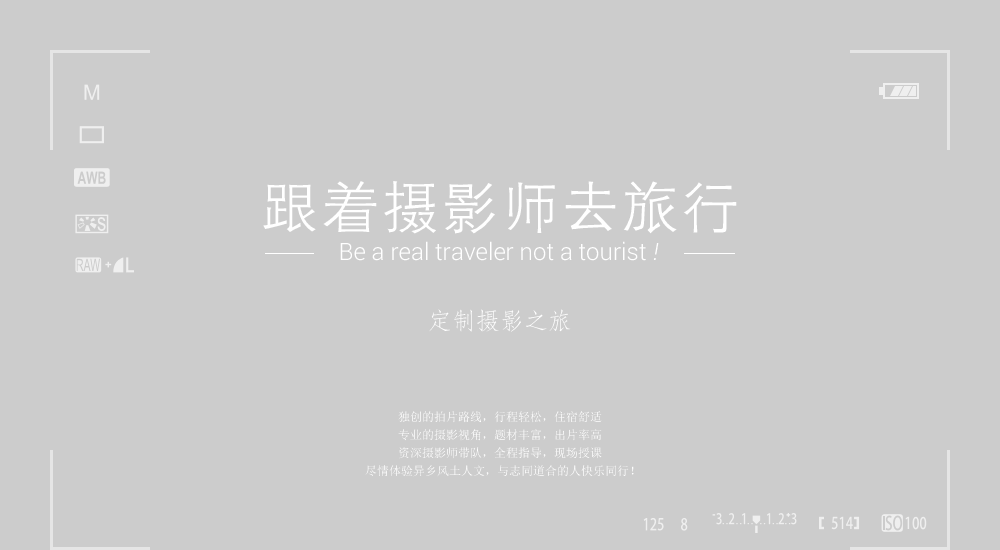 M
AWB
S
RAW+L
跟着摄影师去旅行
Be a real traveler not a tourist !
定制摄影之旅
独创的拍片路线，行程轻松，住宿舒适
专业的摄影视角，题材丰富，出片率高
资深摄影师带队，全程指导，现场授课
尽情体验异乡风土人文，与志同道合的人快乐同行！
125 8 -3..2..1..▼..1..2..+3 [514] ISO100